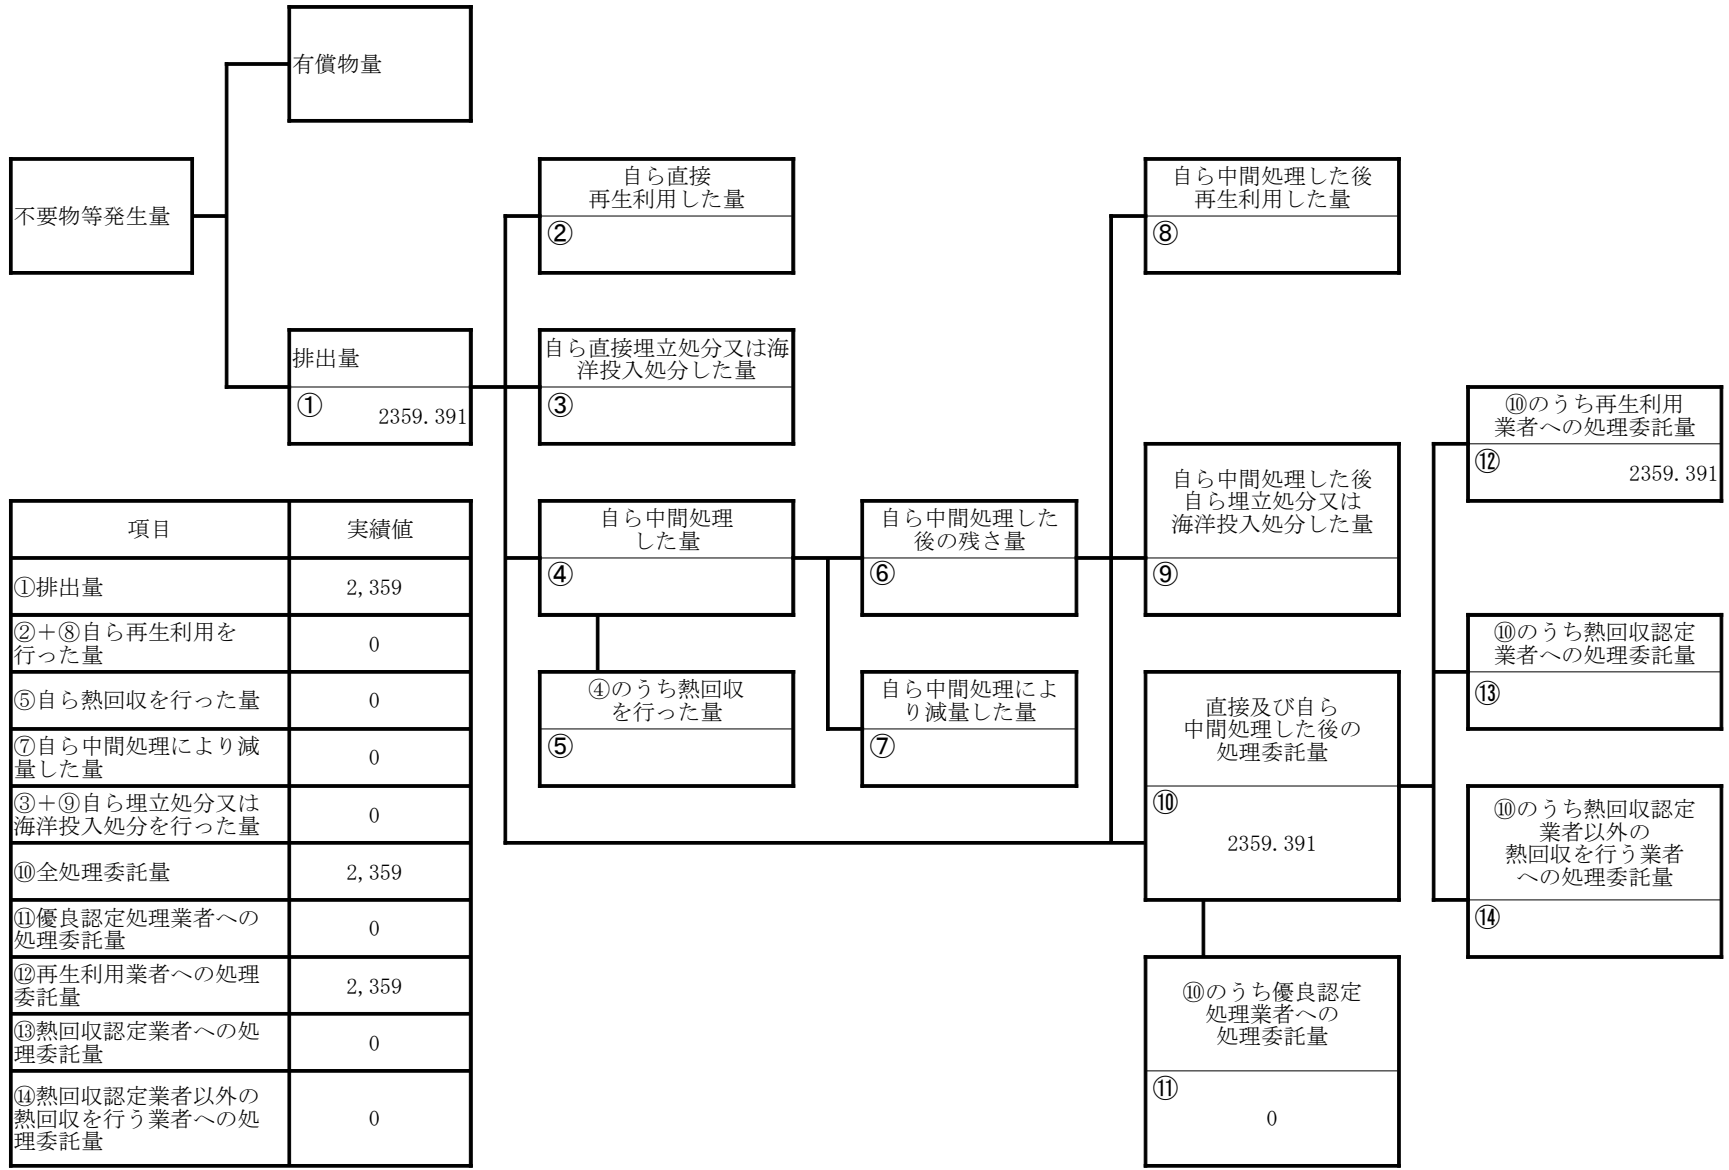 有償物量
不要物等発生量
自ら直接
再生利用した量
②
自ら中間処理した後
再生利用した量
⑧
排出量
①
2359.391
自ら直接埋立処分又は海
洋投入処分した量
③
⑩のうち再生利用
業者への処理委託量
⑫
2359.391
自ら中間処理
した量
④
自ら中間処理した
後の残さ量
⑥
自ら中間処理した後
自ら埋立処分又は
海洋投入処分した量
⑨
⑩のうち熱回収認定
業者への処理委託量
⑬
④のうち熱回収
を行った量
⑤
自ら中間処理によ
り減量した量
⑦
直接及び自ら
中間処理した後の
処理委託量
⑩
2359.391
⑩のうち熱回収認定
業者以外の
熱回収を行う業者
への処理委託量
⑭
⑩のうち優良認定
処理業者への
処理委託量
⑪
0
項目 実績値
①排出量 2,359
②＋⑧自ら再生利用を
行った量 0
⑤自ら熱回収を行った量 0
⑦自ら中間処理により減
量した量 0
③＋⑨自ら埋立処分又は
海洋投入処分を行った量 0
⑩全処理委託量 2,359
⑪優良認定処理業者への
処理委託量 0
⑫再生利用業者への処理
委託量 2,359
⑬熱回収認定業者への処
理委託量 0
⑭熱回収認定業者以外の
熱回収を行う業者への処
理委託量 0